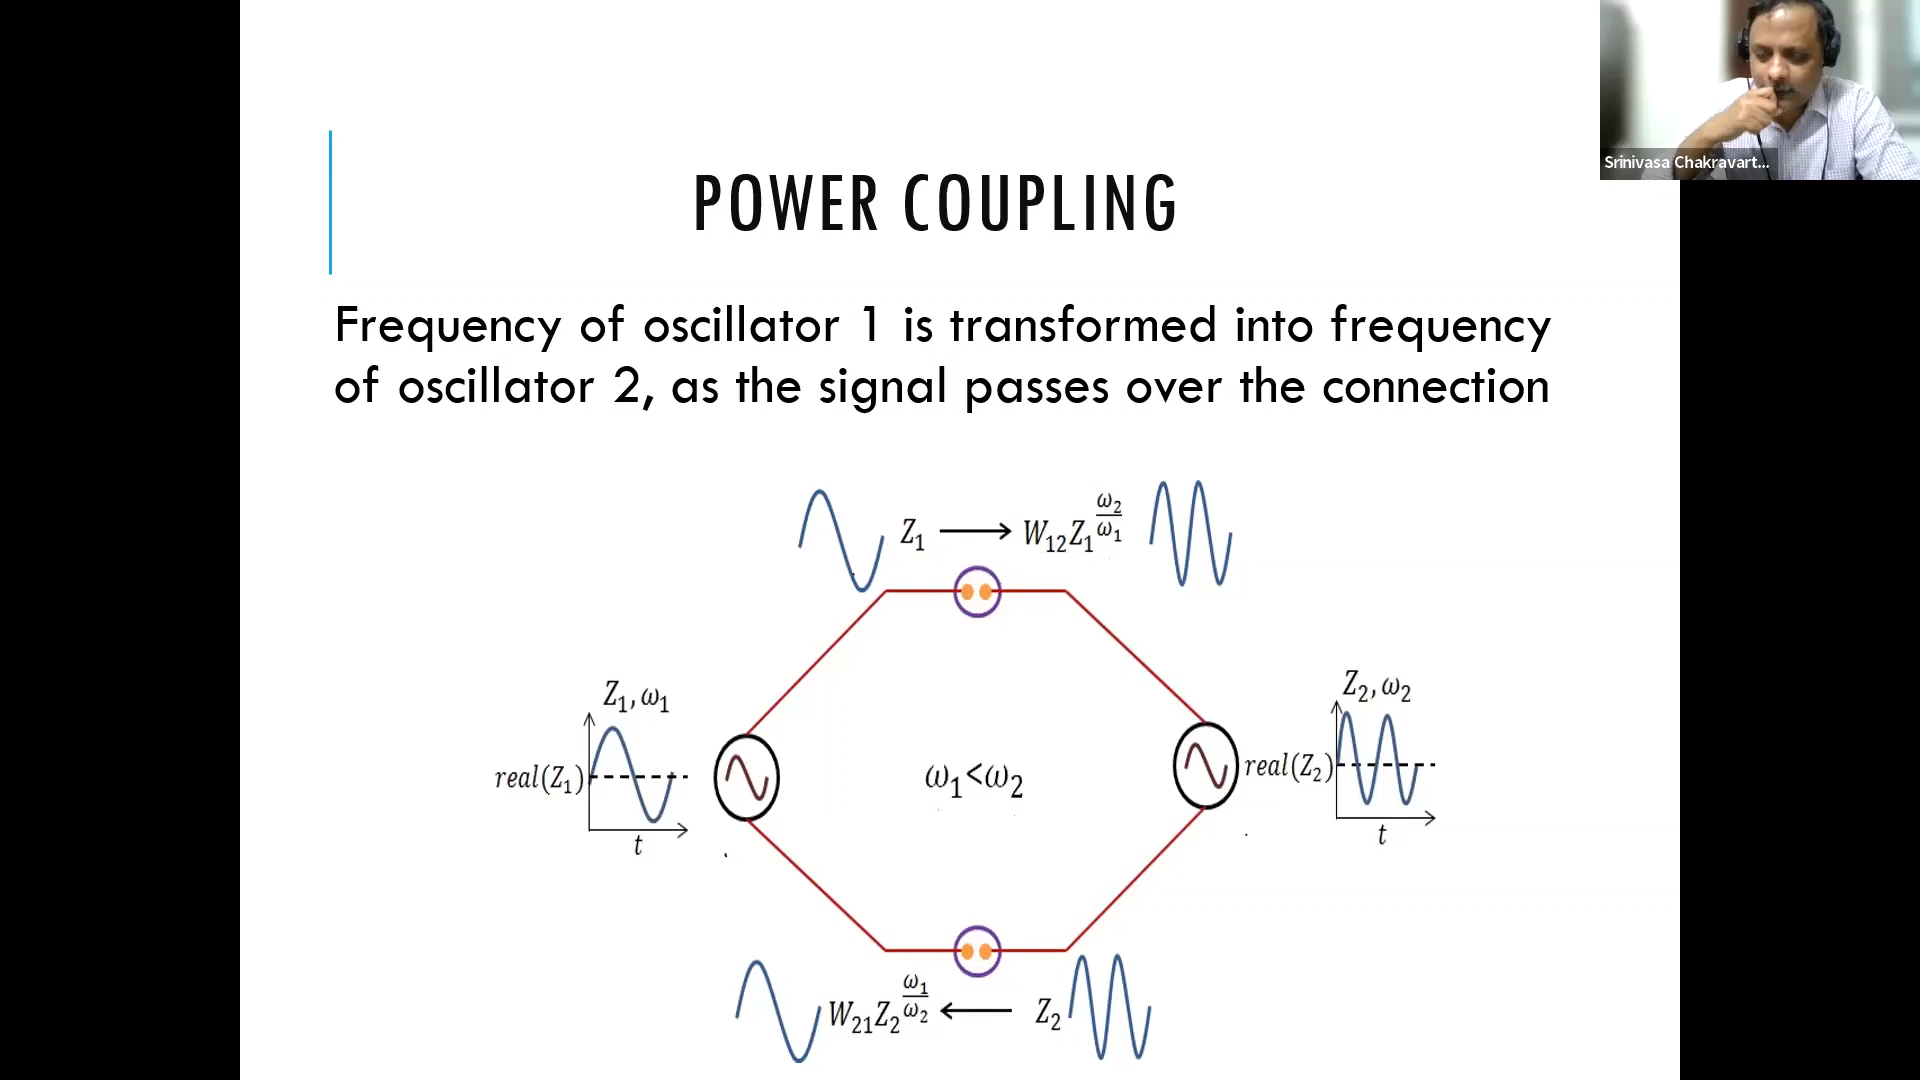 Srinivasa Chakravart...
POWER COUPLING
Frequency of oscillator 1 is transformed into frequency
of oscillator 2, as the signal passes over the connection
Z₁ ⟶ W₁₂Z₁^(ω₂/ω₁)
Z₁, ω₁
real(Z₁)
t
ω₁<ω₂
Z₂, ω₂
real(Z₂)
t
W₂₁Z₂^(ω₁/ω₂) ⟵ Z₂